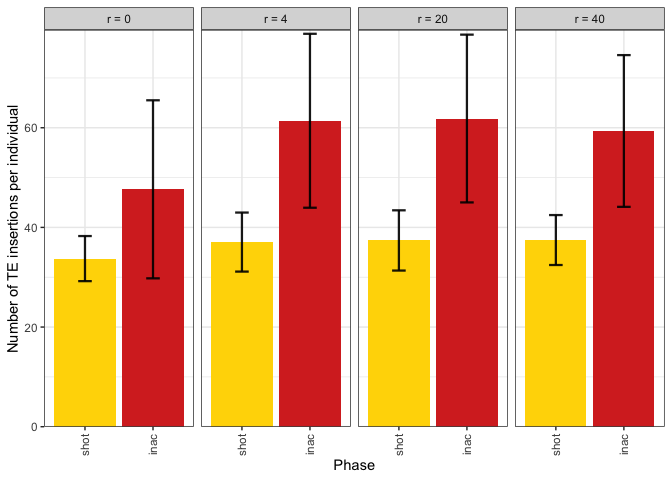 r = 0
r = 4
r = 20
r = 40
Number of TE insertions per individual
60
40
20
0
shot
inac
shot
inac
shot
inac
shot
inac
Phase